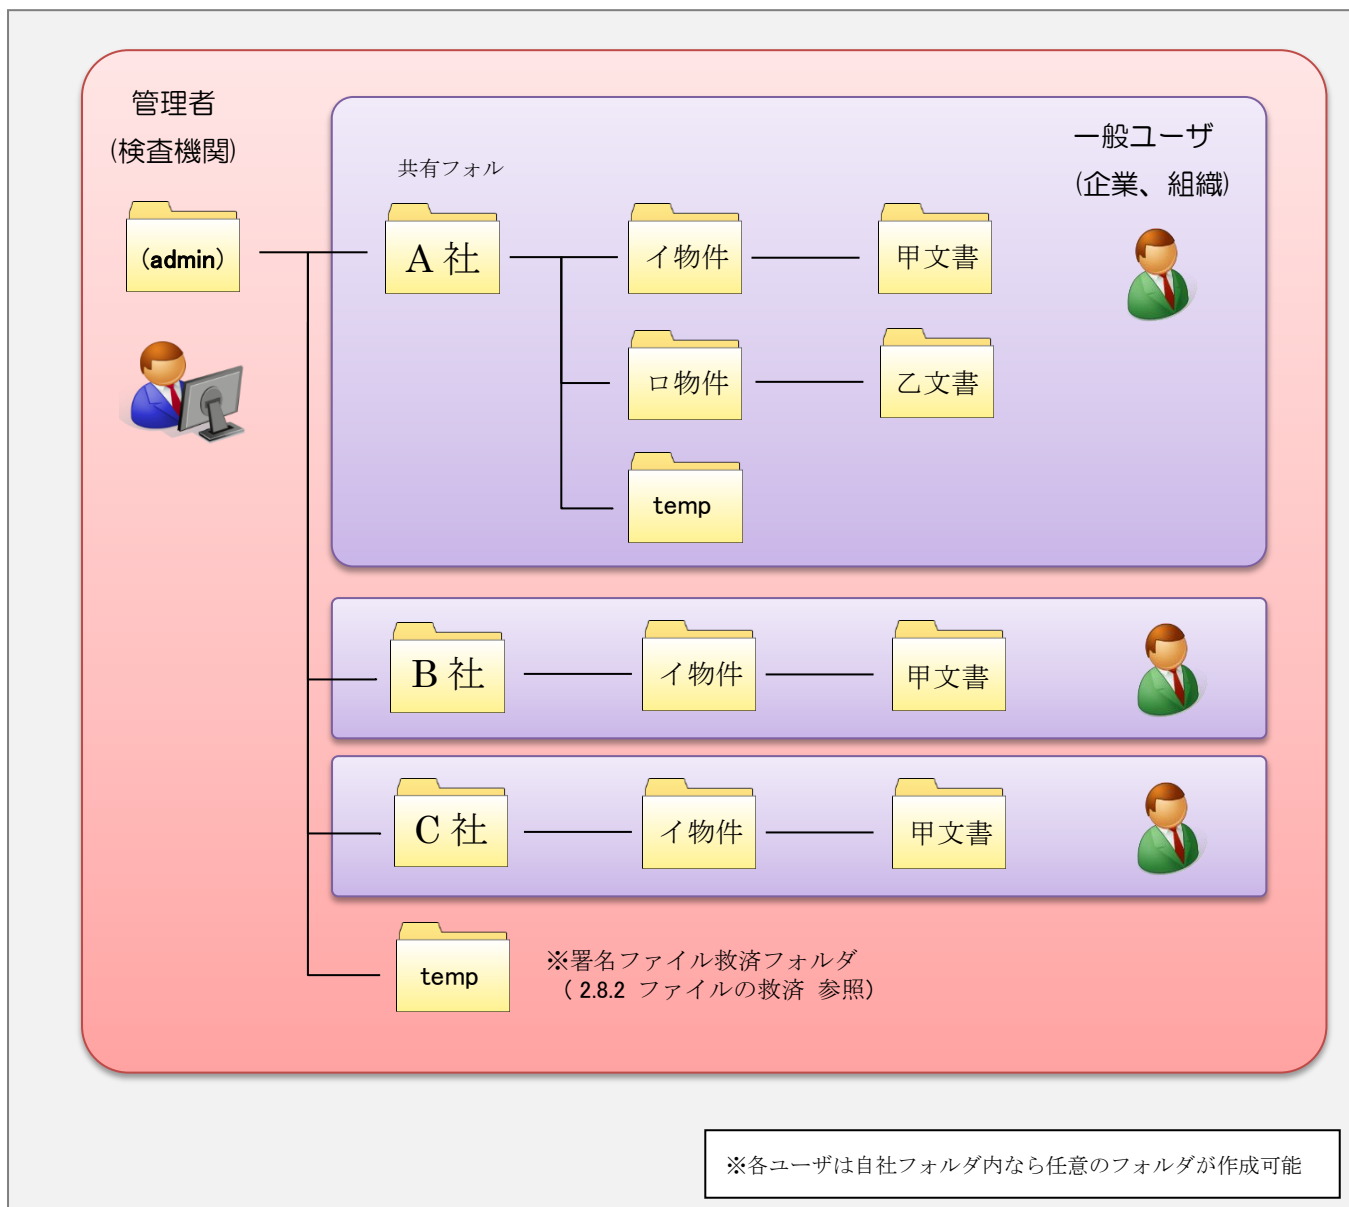 管理者
(検査機関)
一般ユーザ
(企業、組織)
共有フォル
(admin)
A 社
イ物件
甲文書
ロ物件
乙文書
temp
B 社
イ物件
甲文書
C 社
イ物件
甲文書
temp
※署名ファイル救済フォルダ
( 2.8.2 ファイルの救済 参照)
※各ユーザは自社フォルダ内なら任意のフォルダが作成可能